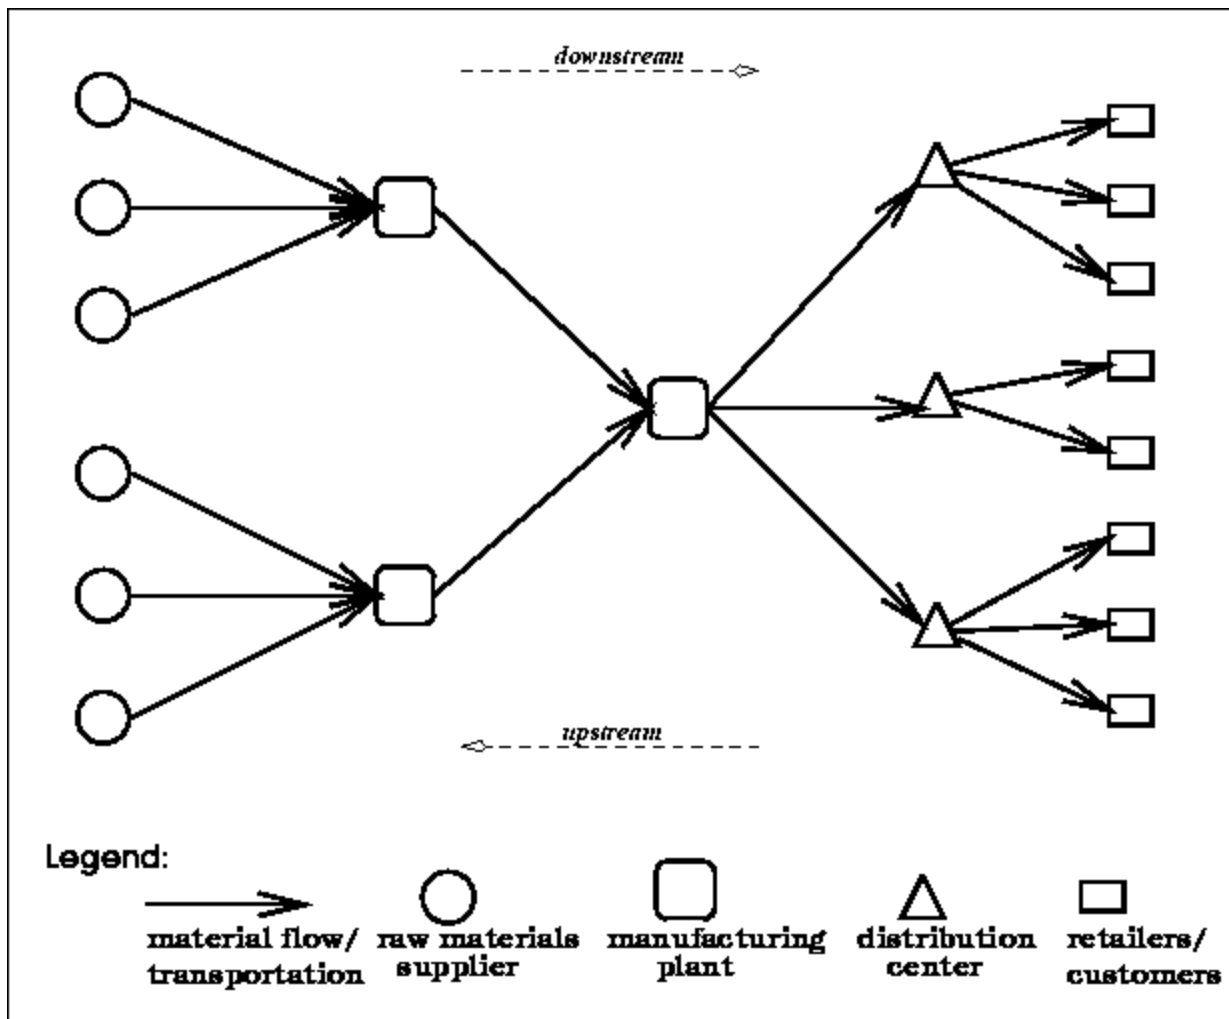 downstream
upstream
Legend:
material flow/
transportation
raw materials
supplier
manufacturing
plant
distribution
center
retailers/
customers